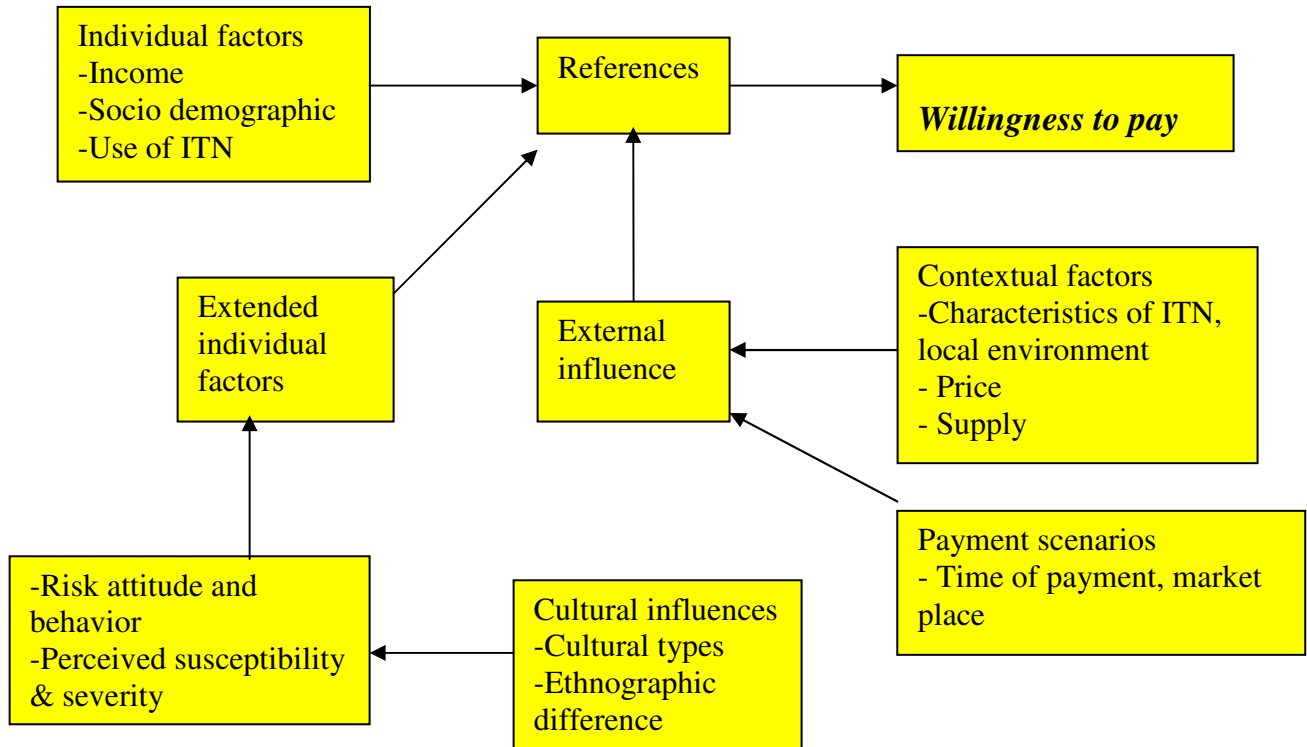 Individual factors
-Income
-Socio demographic
-Use of ITN
References
Willingness to pay
Extended
individual
factors
External
influence
Contextual factors
-Characteristics of ITN,
local environment
- Price
- Supply
Payment scenarios
- Time of payment, market
place
-Risk attitude and
behavior
-Perceived susceptibility
& severity
Cultural influences
-Cultural types
-Ethnographic
difference